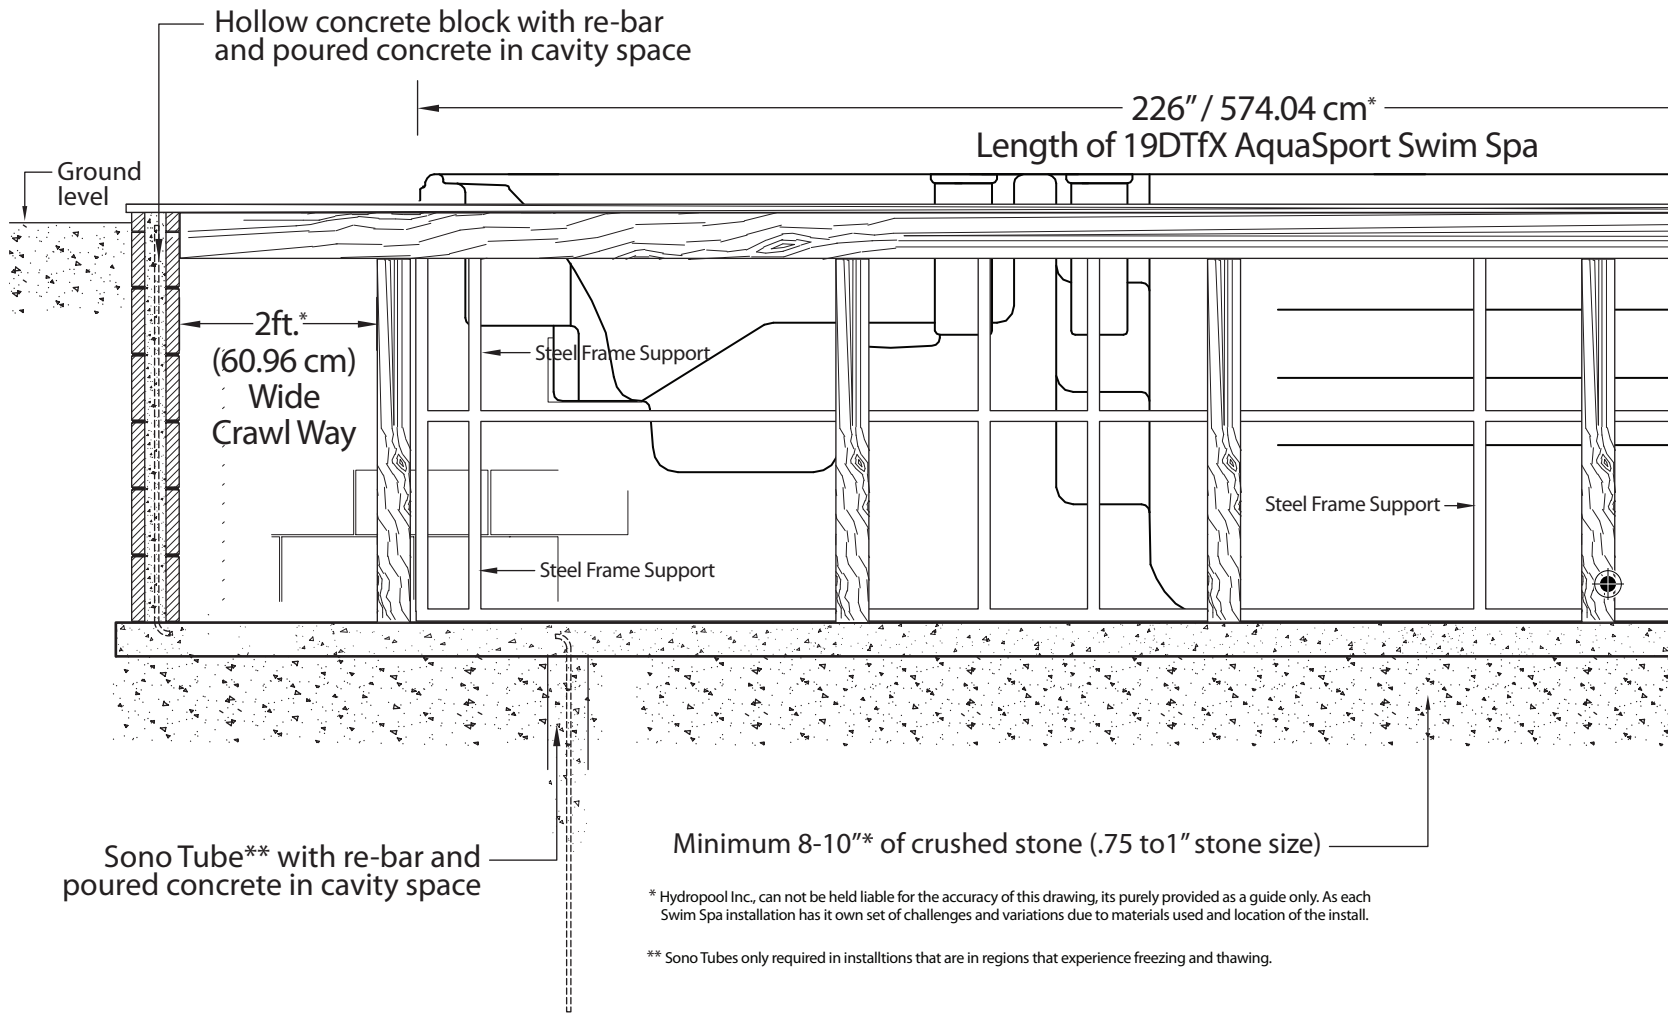 Hollow concrete block with re-bar
and poured concrete in cavity space
226" / 574.04 cm*
Length of 19DTfX AquaSport Swim Spa
Ground
level
2ft.*
(60.96 cm)
Wide
Crawl Way
Steel Frame Support
Steel Frame Support
Steel Frame Support
Sono Tube** with re-bar and
poured concrete in cavity space
Minimum 8-10"* of crushed stone (.75 to1" stone size)
* Hydropool Inc., can not be held liable for the accuracy of this drawing, its purely provided as a guide only. As each
Swim Spa installation has it own set of challenges and variations due to materials used and location of the install.
** Sono Tubes only required in installtions that are in regions that experience freezing and thawing.